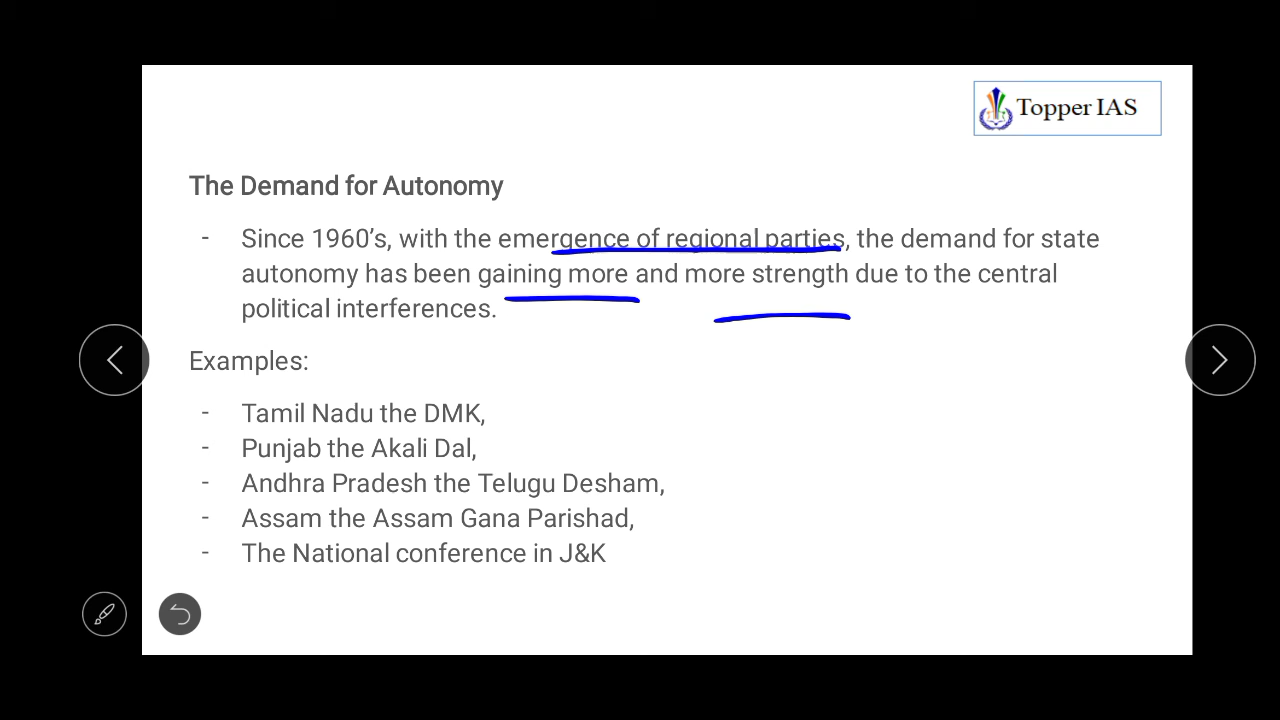 Topper IAS
The Demand for Autonomy
- Since 1960’s, with the emergence of regional parties, the demand for state
autonomy has been gaining more and more strength due to the central
political interferences.
Examples:
- Tamil Nadu the DMK,
- Punjab the Akali Dal,
- Andhra Pradesh the Telugu Desham,
- Assam the Assam Gana Parishad,
- The National conference in J&K